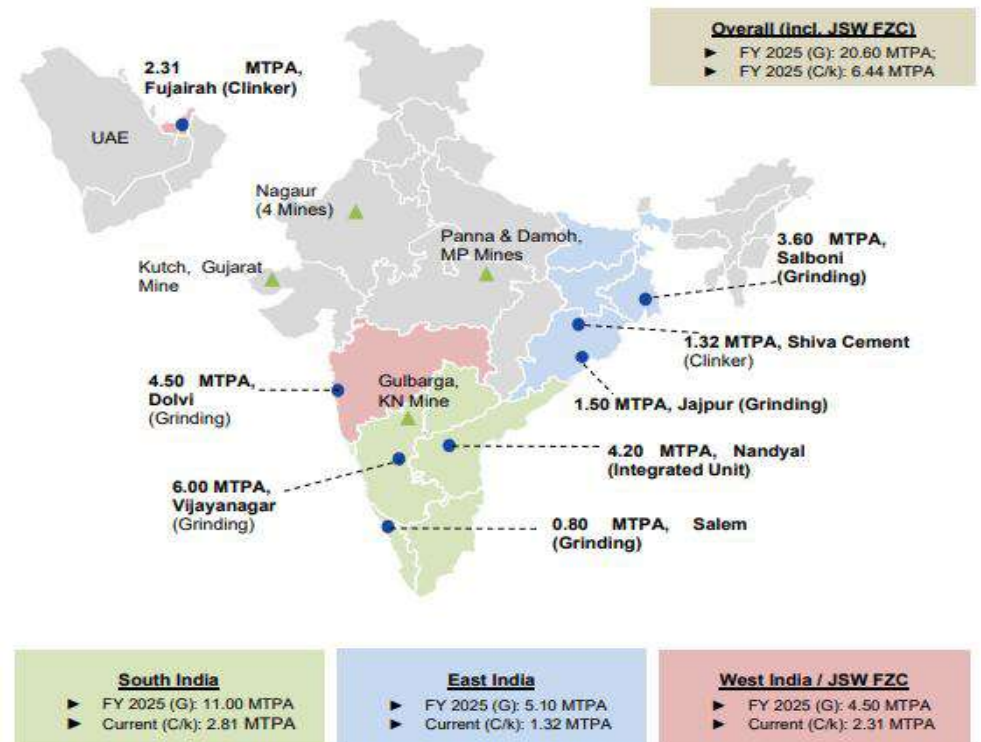 Overall (incl. JSW FZC)
► FY 2025 (G): 20.60 MTPA;
► FY 2025 (C/k): 6.44 MTPA
2.31 MTPA,
Fujairah (Clinker)
UAE
Nagaur
(4 Mines)
Panna & Damoh,
MP Mines
Kutch, Gujarat
Mine
3.60 MTPA,
Salboni
(Grinding)
1.32 MTPA, Shiva Cement
(Clinker)
4.50 MTPA,
Dolvi
(Grinding)
Gulbarga,
KN Mine
1.50 MTPA, Jajpur (Grinding)
4.20 MTPA, Nandyal
(Integrated Unit)
6.00 MTPA,
Vijayanagar
(Grinding)
0.80 MTPA, Salem
(Grinding)
South India
► FY 2025 (G): 11.00 MTPA
► Current (C/k): 2.81 MTPA
East India
► FY 2025 (G): 5.10 MTPA
► Current (C/k): 1.32 MTPA
West India / JSW FZC
► FY 2025 (G): 4.50 MTPA
► Current (C/k): 2.31 MTPA